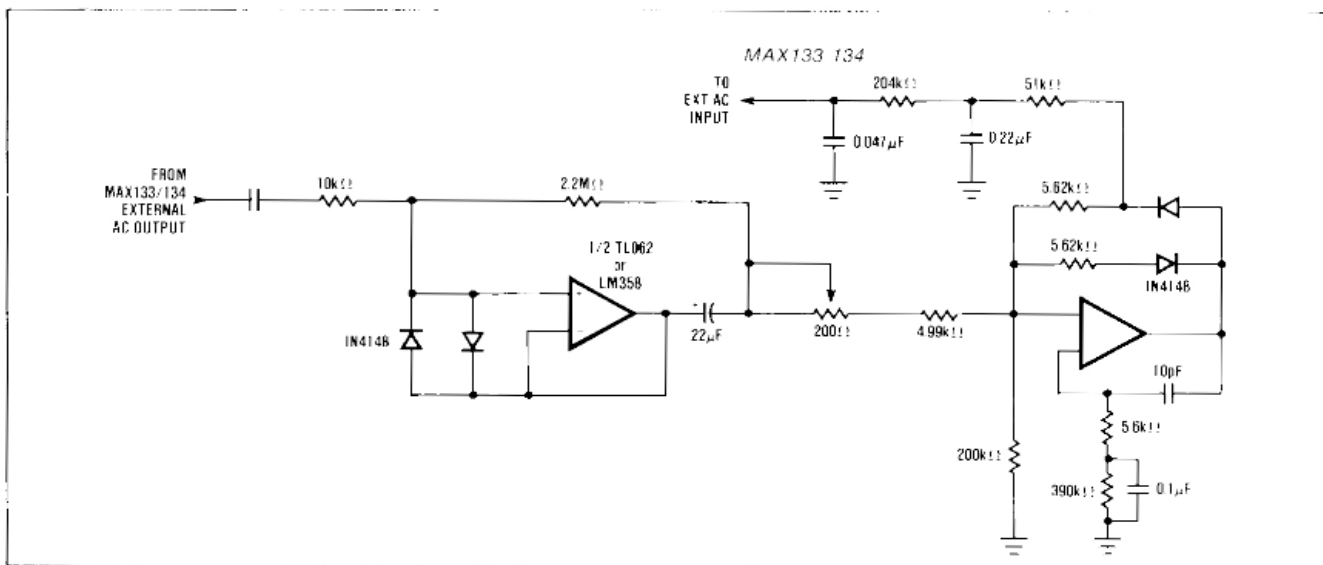 MAX133 134
TO
EXT AC
INPUT
204kΩ
51kΩ
0.047µF
0.22µF
FROM
MAX133/134
EXTERNAL
AC OUTPUT
10kΩ
2.2MΩ
5.62kΩ
5.62kΩ
IN4148
1/2 TL062
or
LM358
IN4148
22µF
200Ω
4.99kΩ
10pF
5.6kΩ
200kΩ
390kΩ
0.1µF